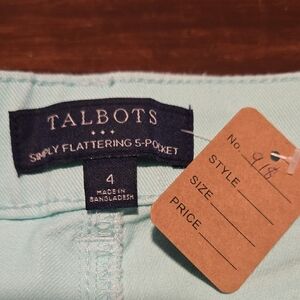 TALBOTS
SIMPLY FLATTERING 5-POCKET
4
MADE IN
BANGLADESH
No. 918
STYLE
SIZE
PRICE